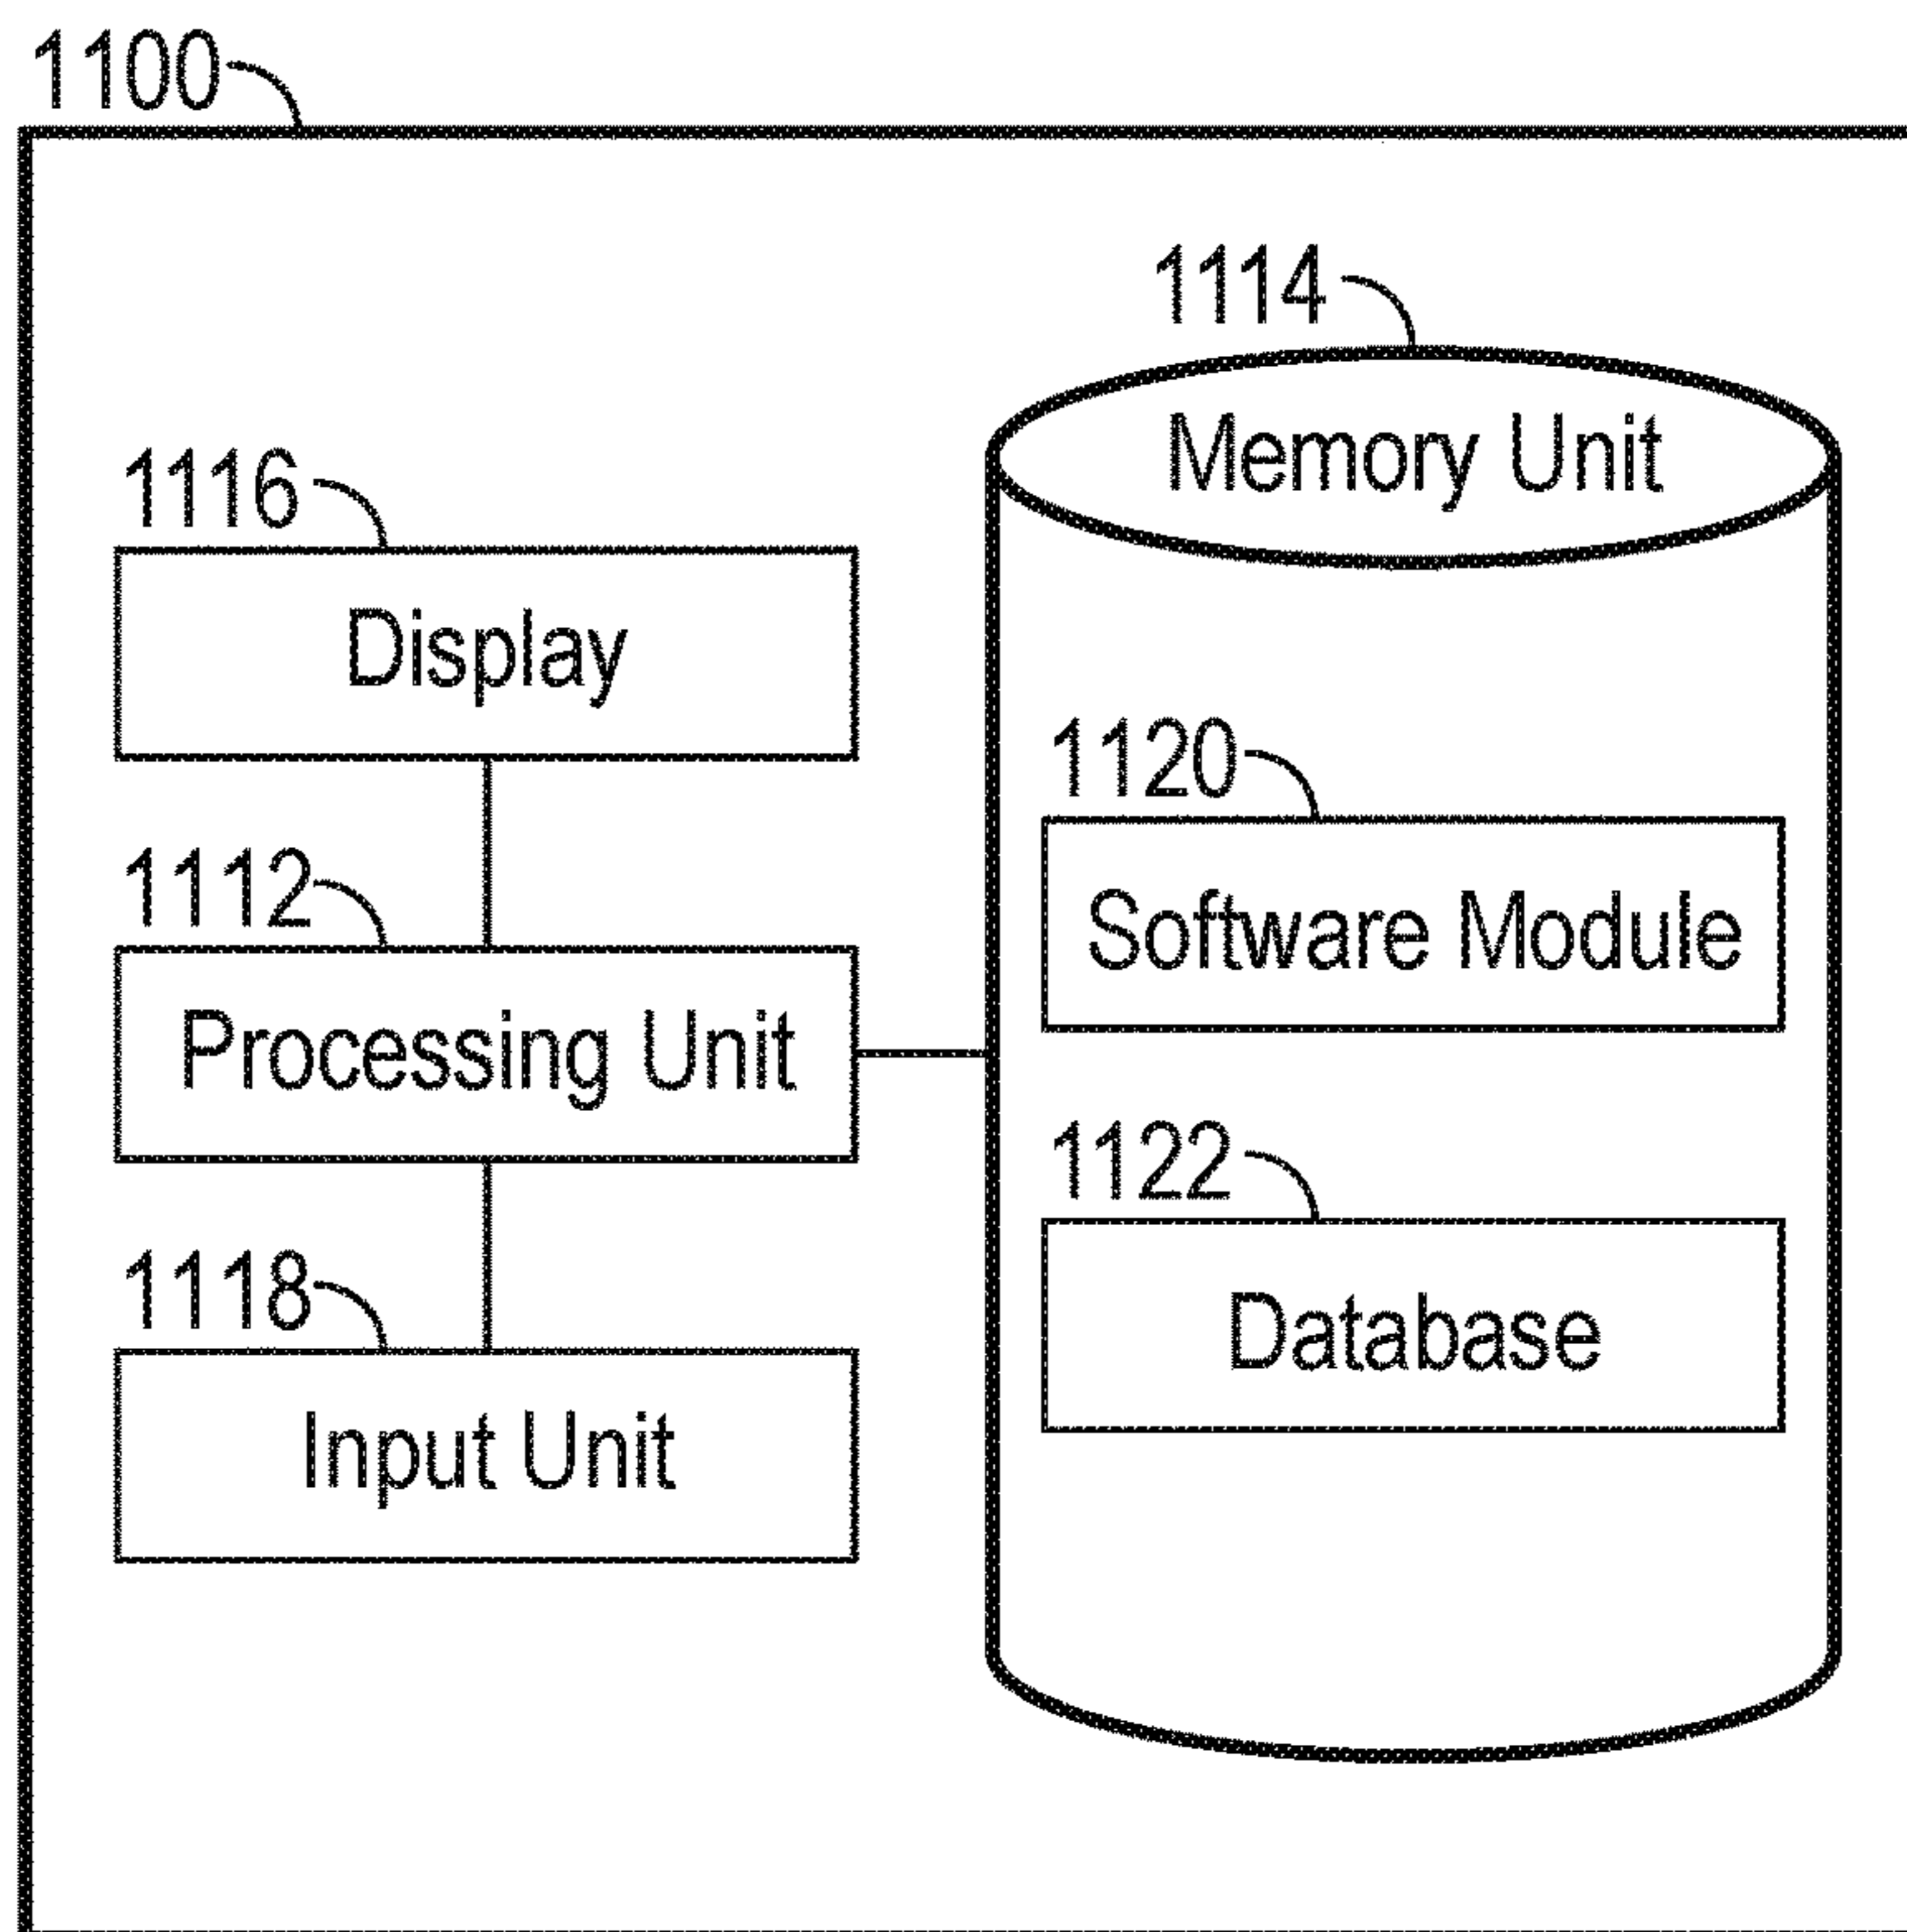 1100
1114
Memory Unit
1116
Display
1120
Software Module
1112
Processing Unit
1122
Database
1118
Input Unit